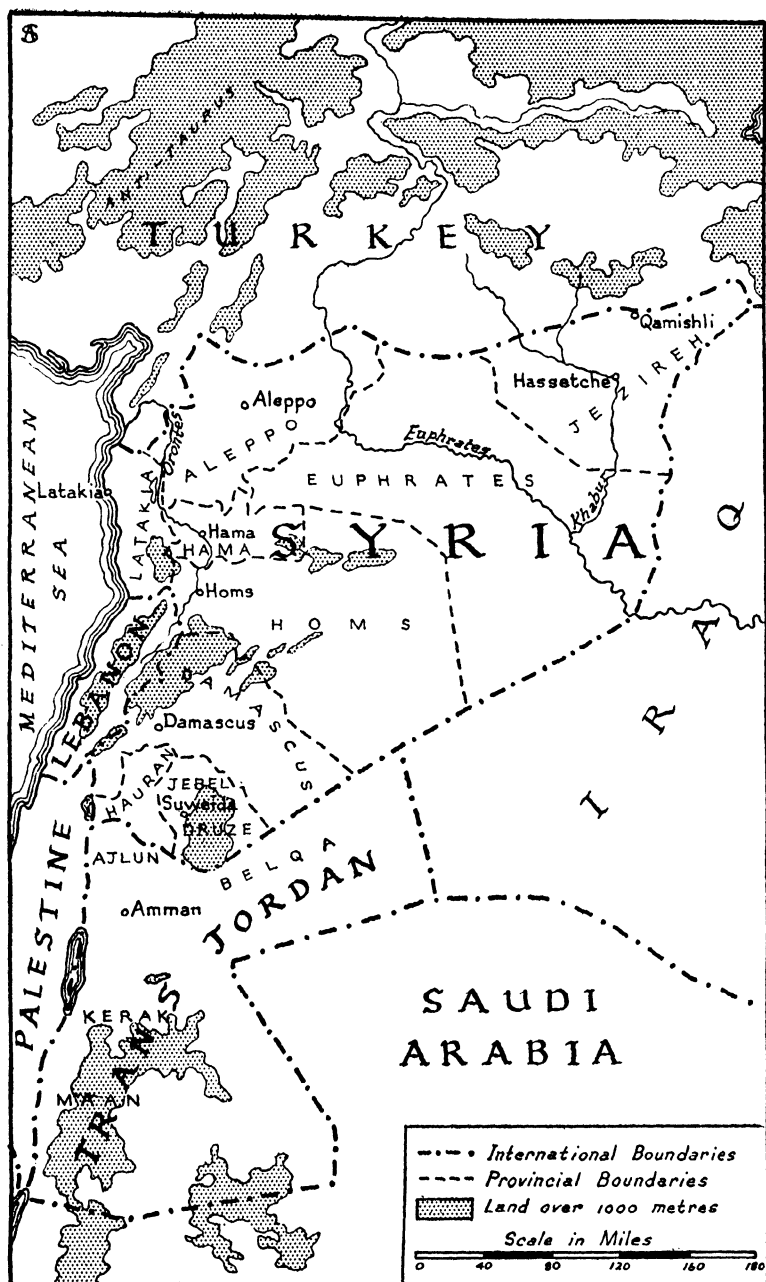 ANTI-TAURUS
TURKEY
Qamishli
Hassetche
JEZIREH
Aleppo
ALEPPO
Orontes
Euphrates
EUPHRATES
Khabur
Latakia
LATAKIA
MEDITERRANEAN
SEA
Hama
HAMA
SYRIA
IRAQ
Homs
HOMS
LEBANON
DAMASCUS
Damascus
HAURAN
JEBEL
Suweida
DRUZE
AJLUN
BELQA
Amman
TRANS JORDAN
PALESTINE
KERAK
MAAN
SAUDI
ARABIA
International Boundaries
Provincial Boundaries
Land over 1000 metres
Scale in Miles
0 40 80 120 160 180